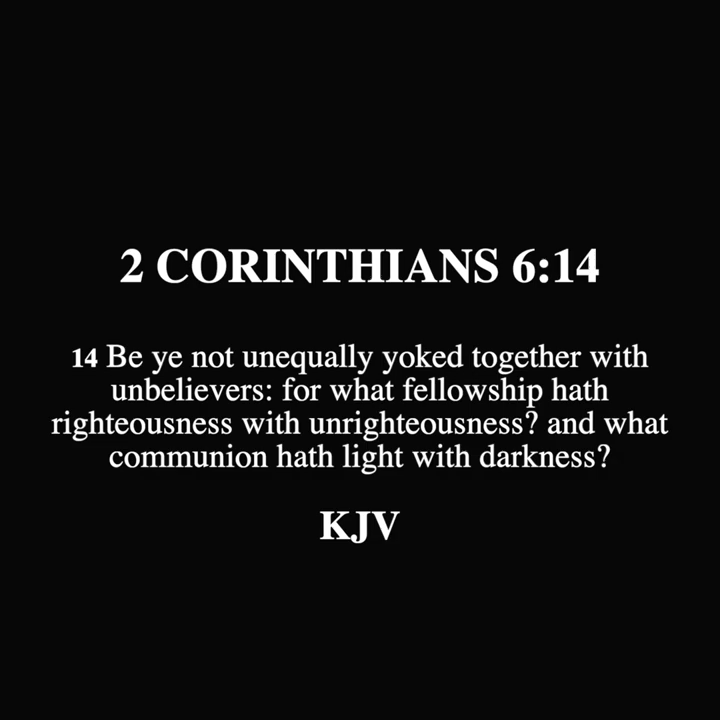 2 CORINTHIANS 6:14
14 Be ye not unequally yoked together with
unbelievers: for what fellowship hath
righteousness with unrighteousness? and what
communion hath light with darkness?
KJV